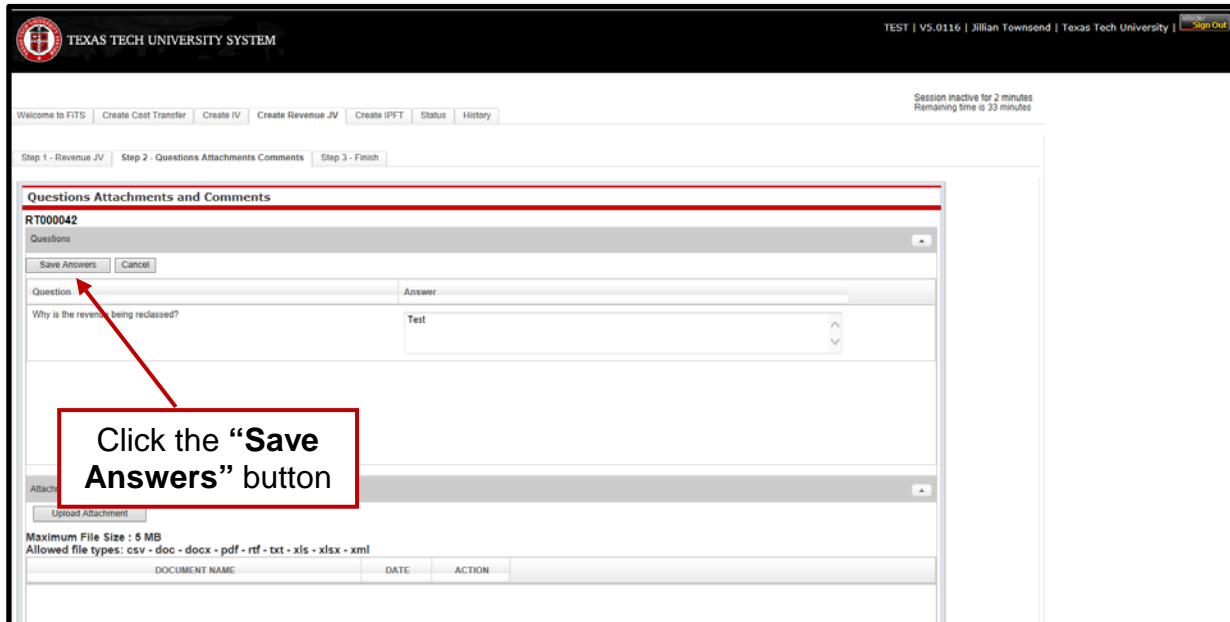 TEXAS TECH UNIVERSITY SYSTEM
TEST | V5.0116 | Jillian Townsend | Texas Tech University | Sign Out
Session inactive for 2 minutes
Remaining time is 33 minutes
Welcome to FiTS | Create Cost Transfer | Create IV | Create Revenue JV | Create IPFT | Status | History
Step 1 - Revenue JV | Step 2 - Questions Attachments Comments | Step 3 - Finish
Questions Attachments and Comments
RT000042
Questions
Save Answers Cancel
Question Answer
Why is the revenue being reclassed? Test
Click the “Save
Answers” button
Upload Attachment
Maximum File Size : 5 MB
Allowed file types: csv - doc - docx - pdf - rtf - txt - xls - xlsx - xml
DOCUMENT NAME DATE ACTION